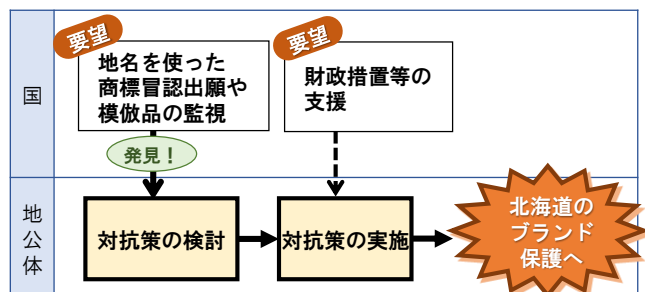 国
要望
地名を使った
商標冒認出願や
模倣品の監視
要望
財政措置等の
支援
発見！
地
公
体
対抗策の検討
対抗策の実施
北海道の
ブランド
保護へ